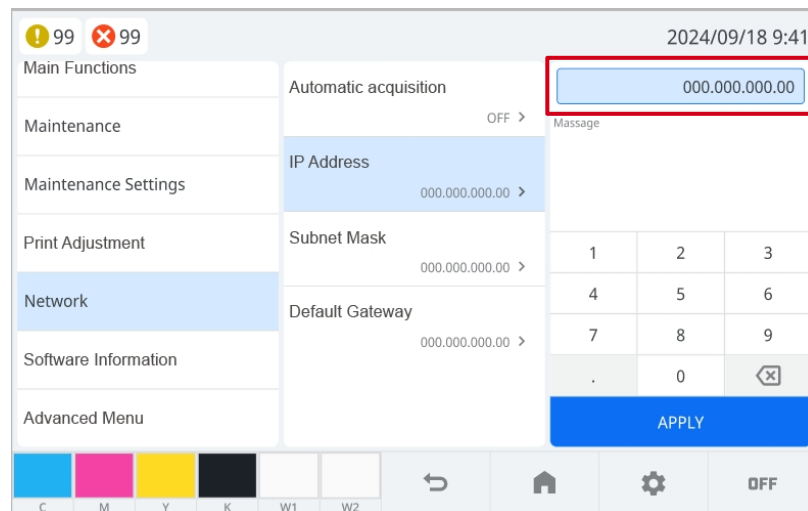 99 99 2024/09/18 9:41
Main Functions
Maintenance
Maintenance Settings
Print Adjustment
Network
Software Information
Advanced Menu
Automatic acquisition
OFF >
IP Address
000.000.000.00 >
Subnet Mask
000.000.000.00 >
Default Gateway
000.000.000.00 >
000.000.000.00
Massage
1 2 3
4 5 6
7 8 9
. 0
APPLY
C M Y K W1 W2
OFF